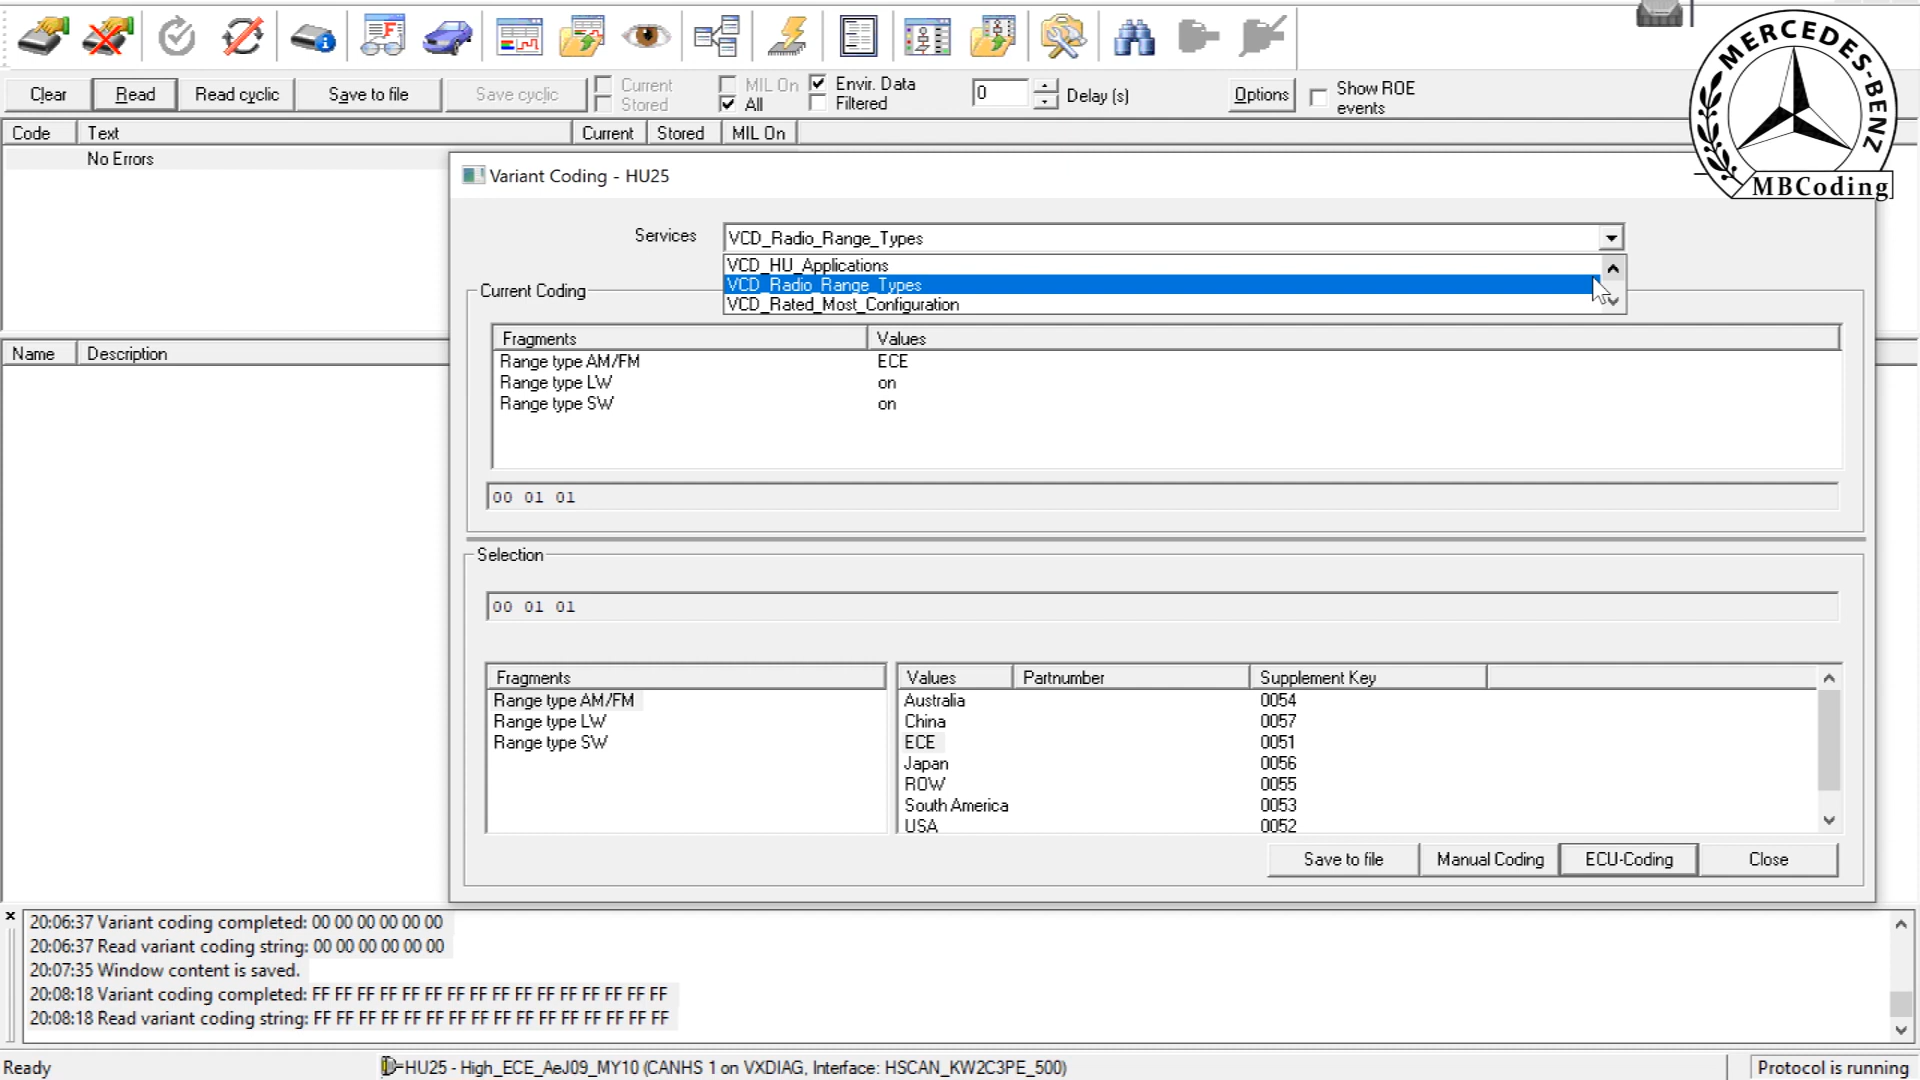 MERCEDES-BENZ
MBCoding
Clear
Read
Read cyclic
Save to file
Save cyclic
Current
Stored
MIL On
All
Envir. Data
Filtered
0
Delay (s)
Options
Show ROE
events
Code
Text
Current
Stored
MIL On
No Errors
Name
Description
Variant Coding - HU25
Services
VCD_Radio_Range_Types
VCD_HU_Applications
VCD_Radio_Range_Types
VCD_Rated_Most_Configuration
Current Coding
Fragments Values
Range type AM/FM ECE
Range type LW on
Range type SW on
00 01 01
Selection
00 01 01
Fragments
Range type AM/FM
Range type LW
Range type SW
Values Partnumber Supplement Key
Australia 0054
China 0057
ECE 0051
Japan 0056
ROW 0055
South America 0053
USA 0052
Save to file
Manual Coding
ECU-Coding
Close
20:06:37 Variant coding completed: 00 00 00 00 00 00
20:06:37 Read variant coding string: 00 00 00 00 00 00
20:07:35 Window content is saved.
20:08:18 Variant coding completed: FF FF FF FF FF FF FF FF FF FF FF FF FF FF FF FF
20:08:18 Read variant coding string: FF FF FF FF FF FF FF FF FF FF FF FF FF FF FF FF
Ready
HU25 - High_ECE_AeJ09_MY10 (CANHS 1 on VXDIAG, Interface: HSCAN_KW2C3PE_500)
Protocol is running